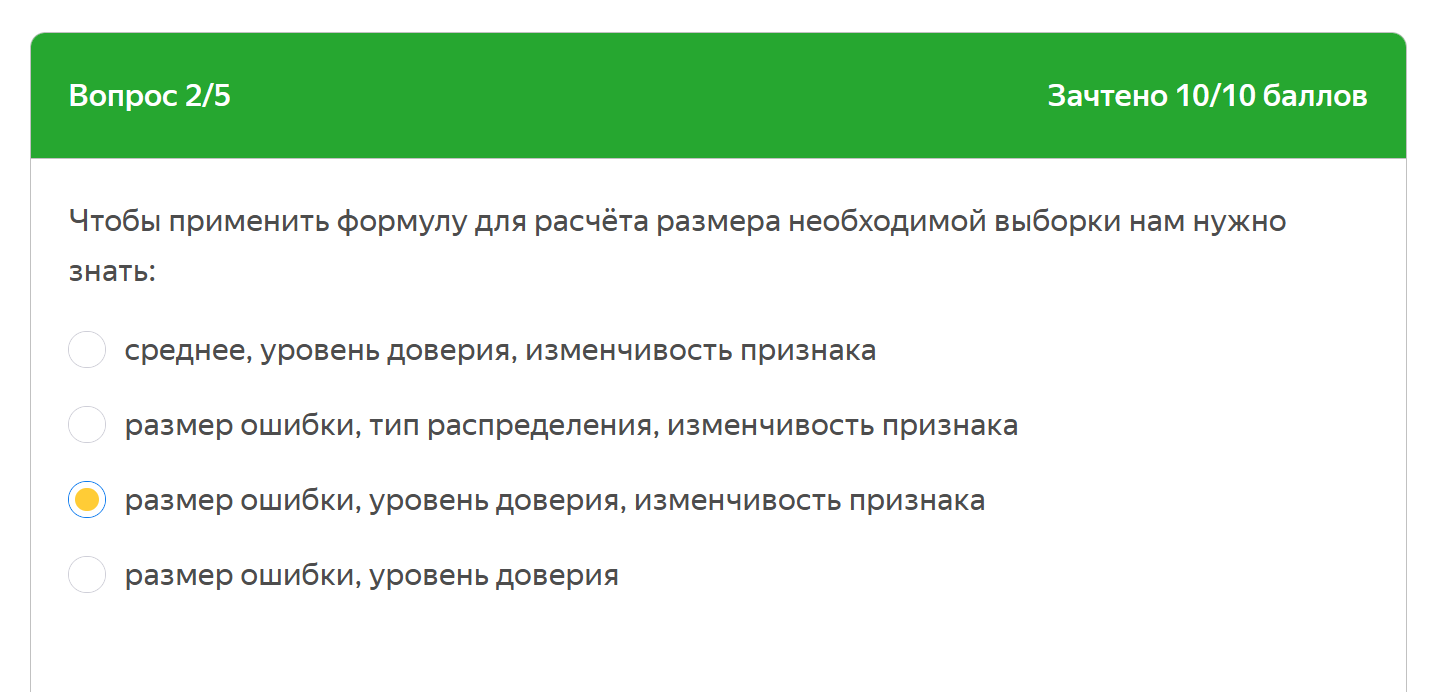 Вопрос 2/5
Зачтено 10/10 баллов
Чтобы применить формулу для расчёта размера необходимой выборки нам нужно
знать:
среднее, уровень доверия, изменчивость признака
размер ошибки, тип распределения, изменчивость признака
размер ошибки, уровень доверия, изменчивость признака
размер ошибки, уровень доверия